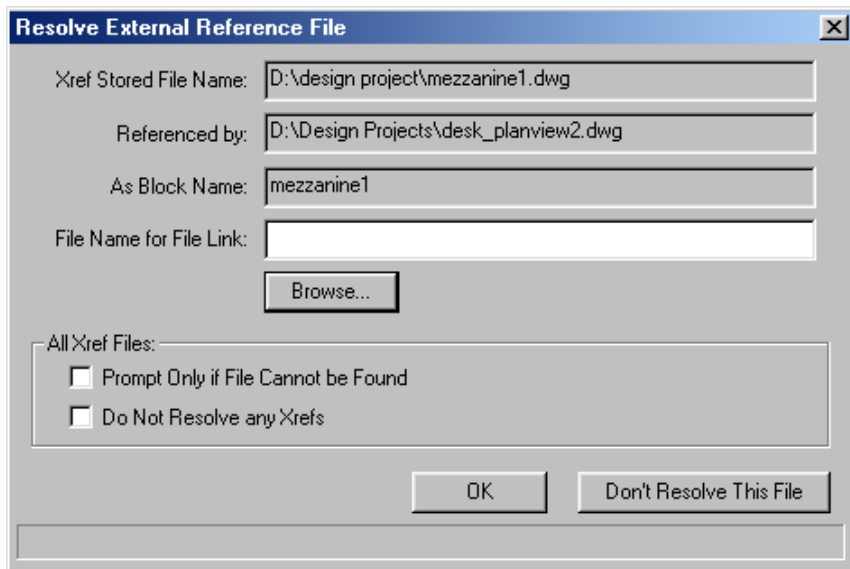 Resolve External Reference File
Xref Stored File Name: D:\design project\mezzanine1.dwg
Referenced by: D:\Design Projects\desk_planview2.dwg
As Block Name: mezzanine1
File Name for File Link:
Browse...
All Xref Files:
Prompt Only if File Cannot be Found
Do Not Resolve any Xrefs
OK Don't Resolve This File